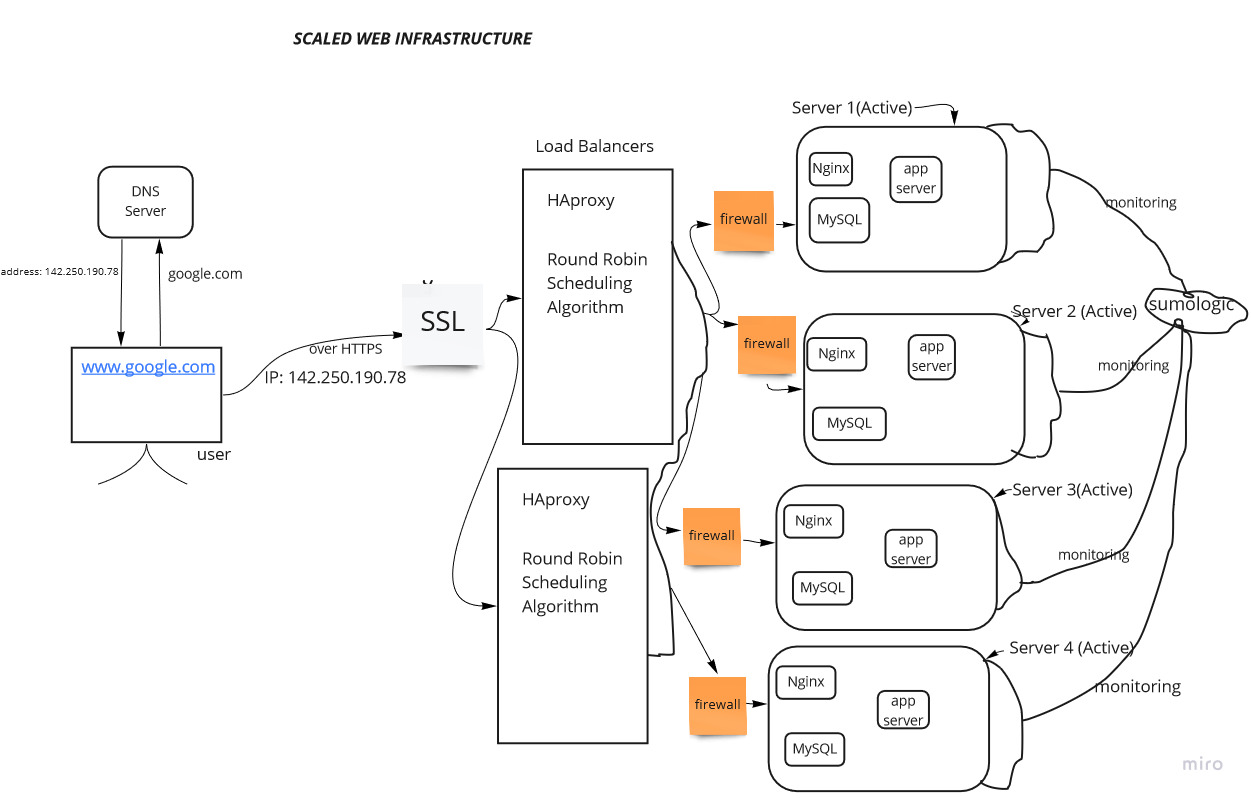 SCALED WEB INFRASTRUCTURE
DNS
Server
address: 142.250.190.78
google.com
www.google.com
user
over HTTPS
IP: 142.250.190.78
SSL
Load Balancers
HAproxy
Round Robin
Scheduling
Algorithm
HAproxy
Round Robin
Scheduling
Algorithm
firewall
firewall
firewall
firewall
Server 1(Active)
Nginx
app
server
MySQL
Server 2 (Active)
Nginx
app
server
MySQL
Server 3(Active)
Nginx
app
server
MySQL
Server 4 (Active)
Nginx
app
server
MySQL
monitoring
sumologic
monitoring
monitoring
monitoring
miro